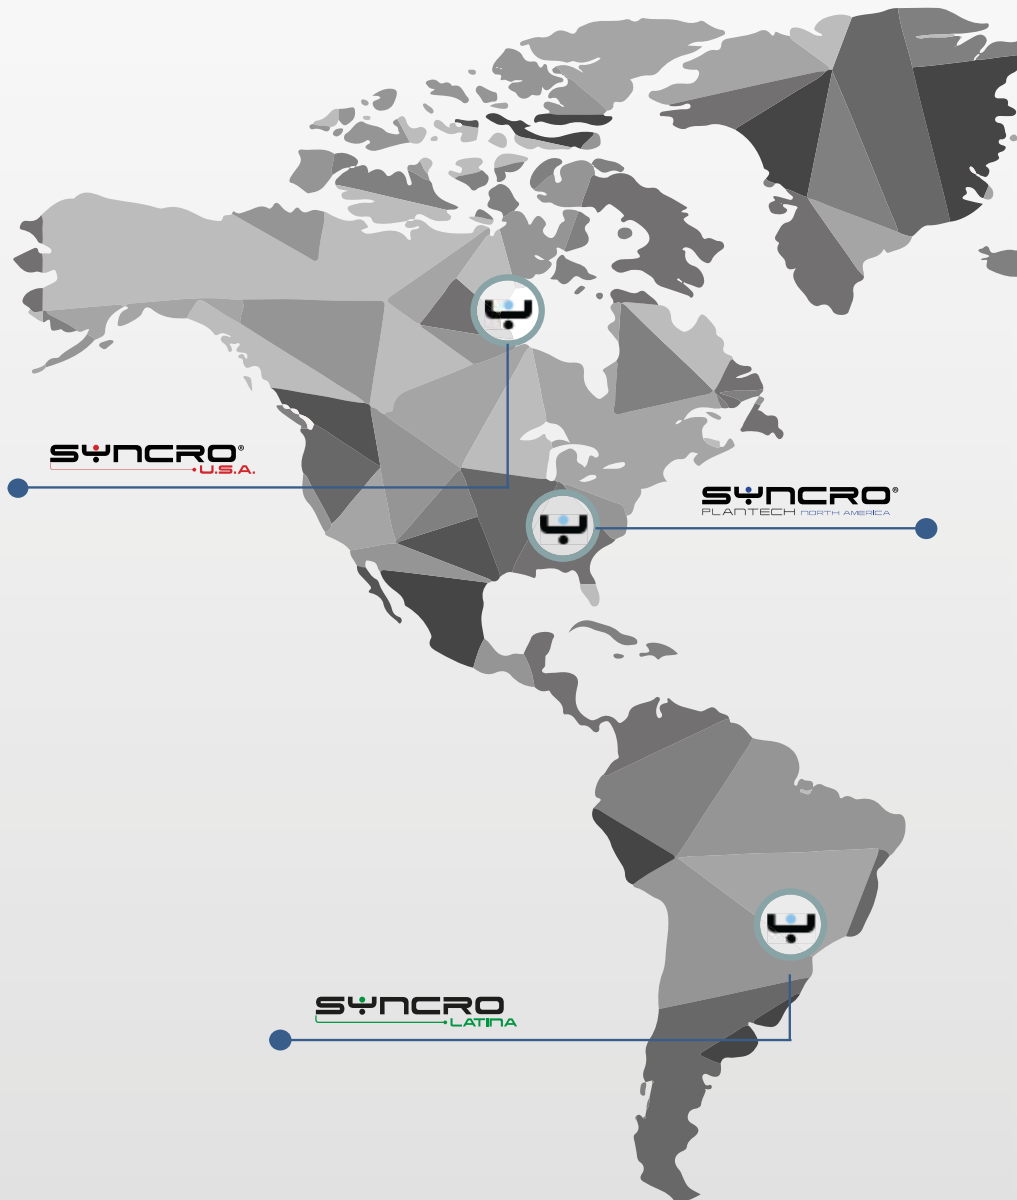 SYNCRO®
U.S.A.
SYNCRO®
PLANTECH NORTH AMERICA
SYNCRO
LATINA